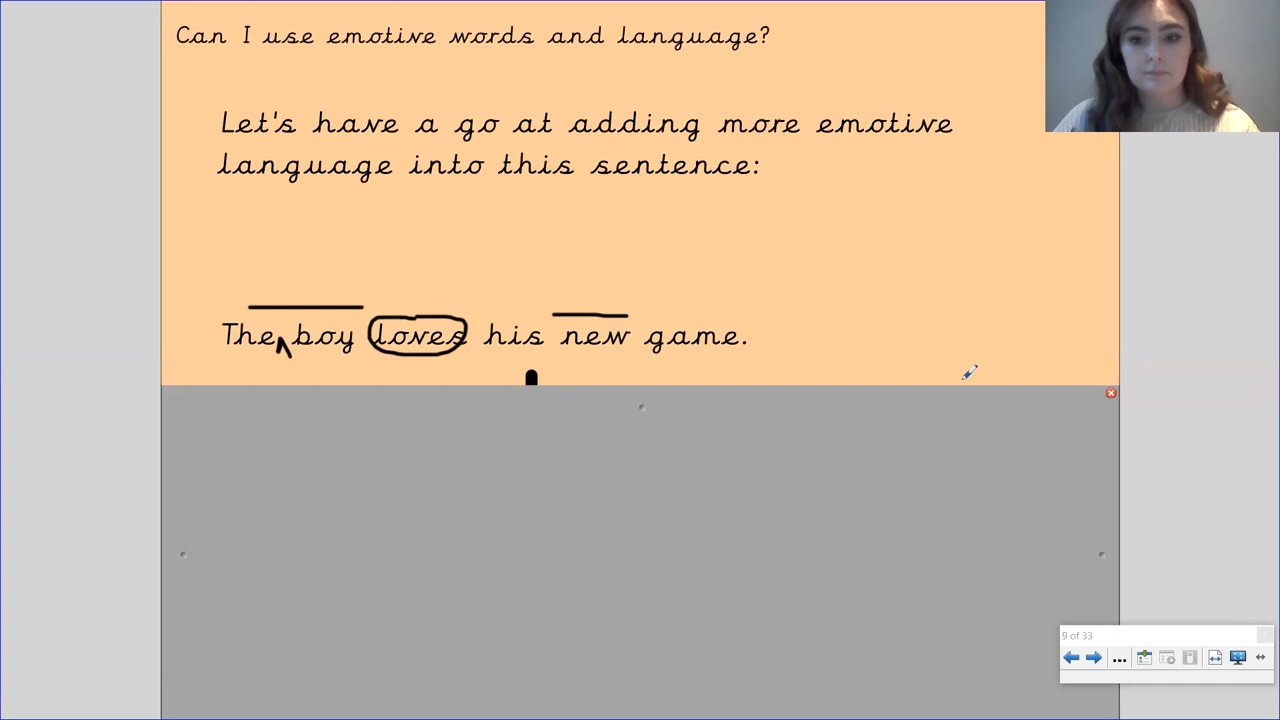 Can I use emotive words and language?
Let's have a go at adding more emotive
language into this sentence:
The boy loves his new game.
9 of 33